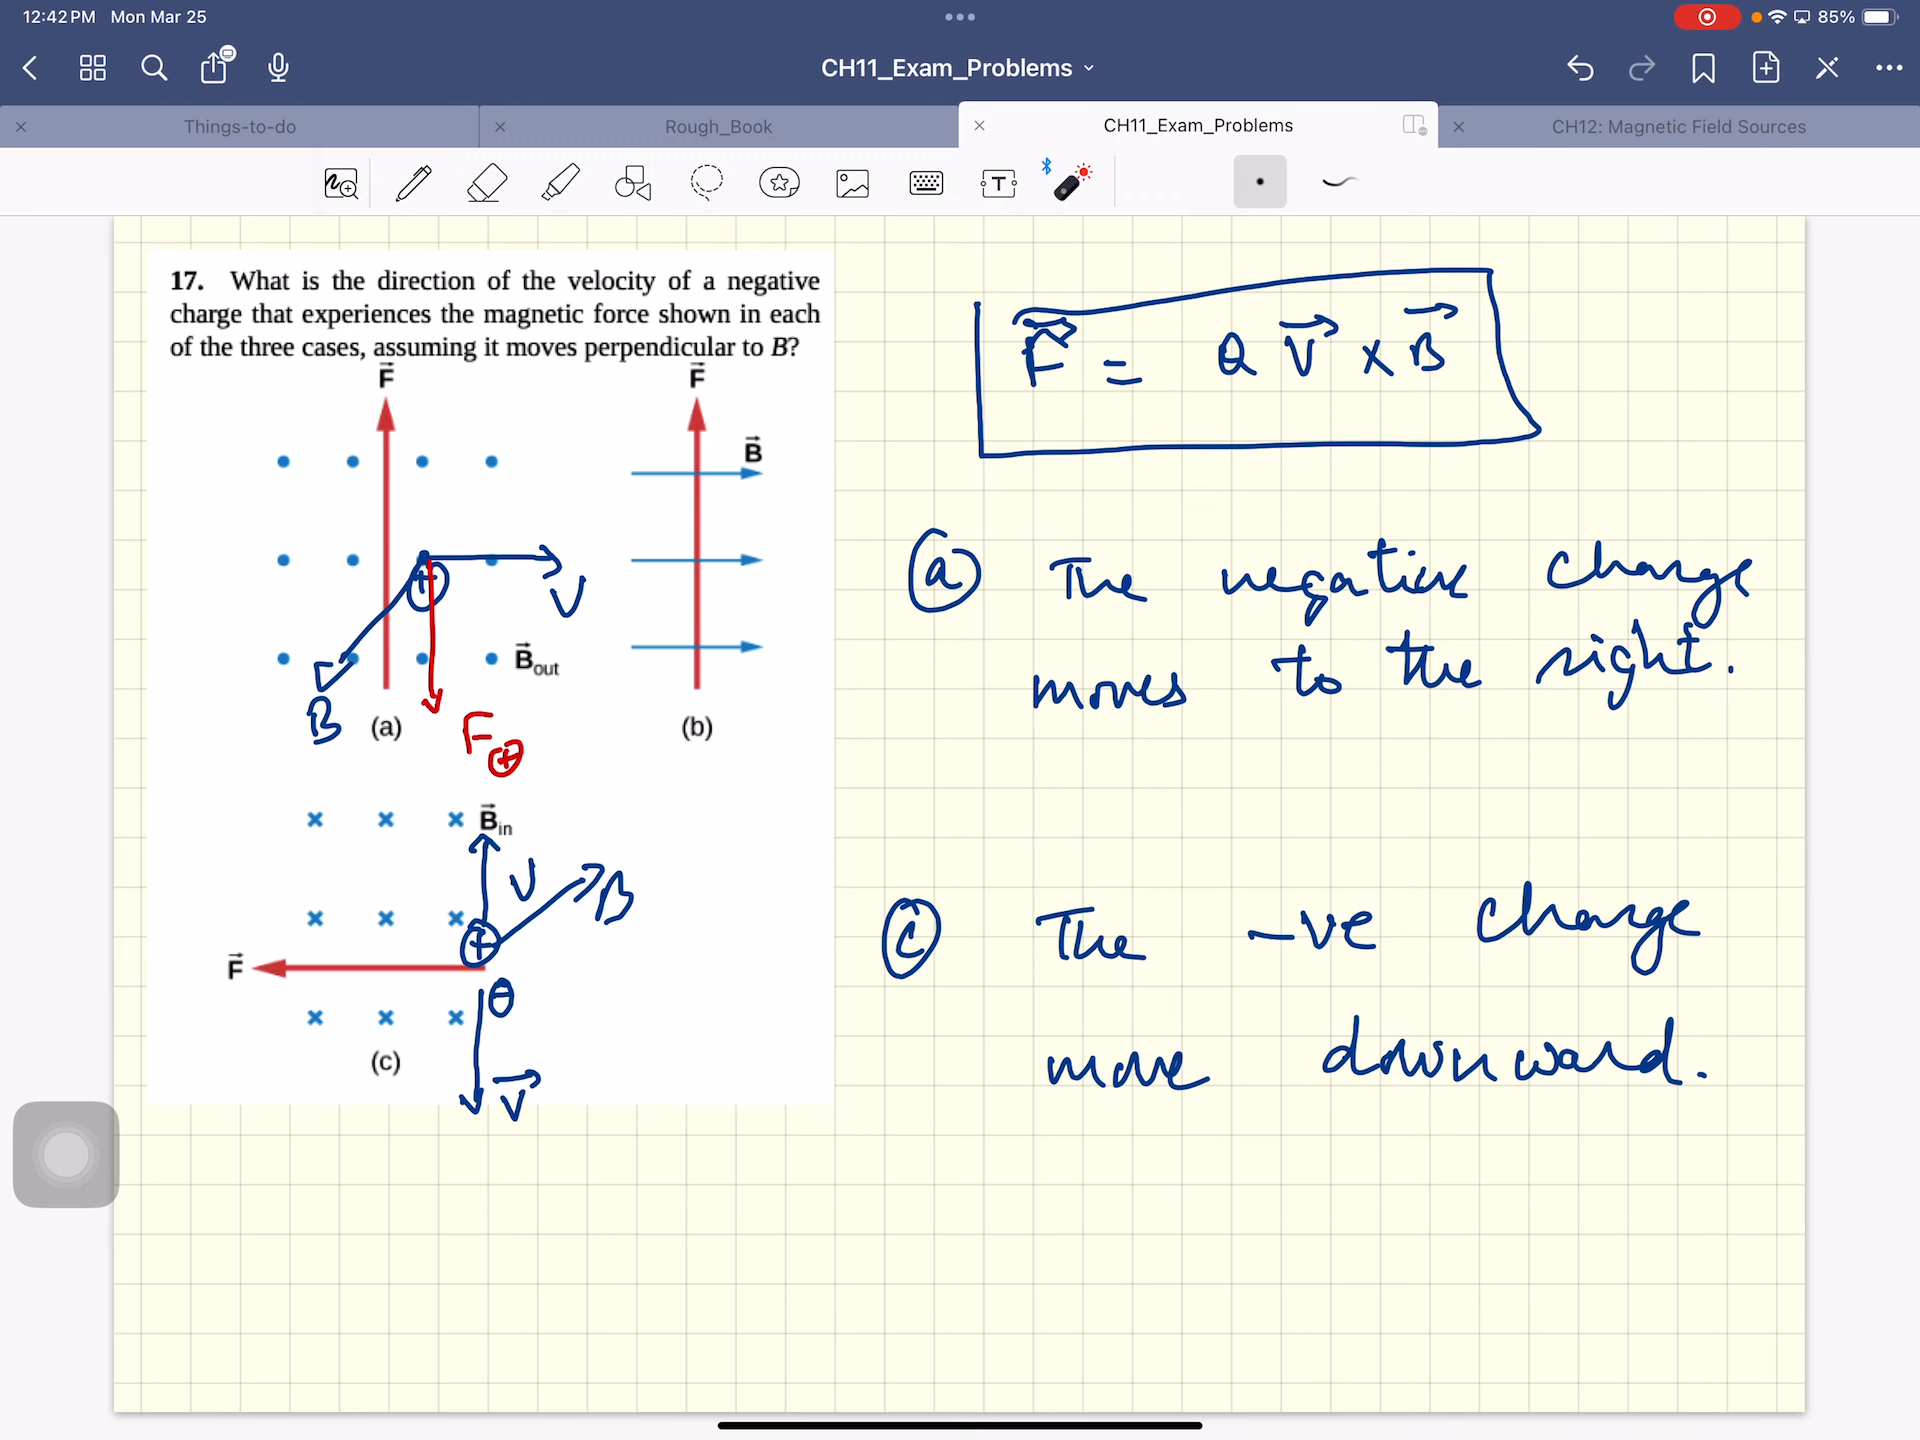 12:42 PM Mon Mar 25
85%
CH11_Exam_Problems
Things-to-do
Rough_Book
CH11_Exam_Problems
CH12: Magnetic Field Sources
T
17. What is the direction of the velocity of a negative
charge that experiences the magnetic force shown in each
of the three cases, assuming it moves perpendicular to B?
F⃗
F⃗
B⃗
V
B⃗out
B
(a)
F⊕
(b)
B⃗in
V
B
F⃗
θ
(c)
V⃗
F⃗ = Q V⃗ × B⃗
ⓐ The negative charge
moves to the right.
ⓒ The -ve charge
move downward.